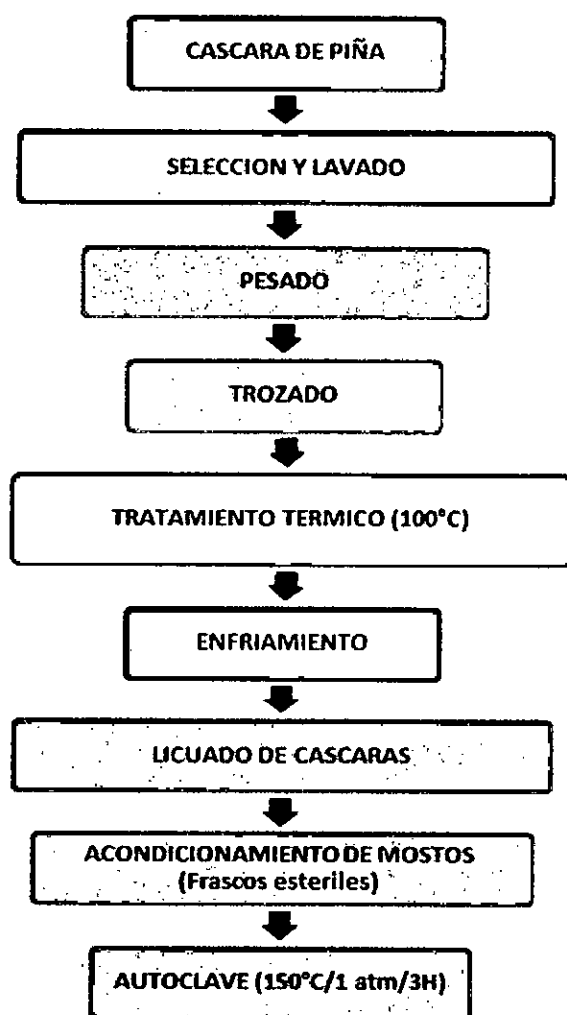 CASCARA DE PIÑA
SELECCION Y LAVADO
PESADO
TROZADO
TRATAMIENTO TERMICO (100°C)
ENFRIAMIENTO
LICUADO DE CASCARAS
ACONDICIONAMIENTO DE MOSTOS
(Frascos esteriles)
AUTOCLAVE (150°C/1 atm/3H)